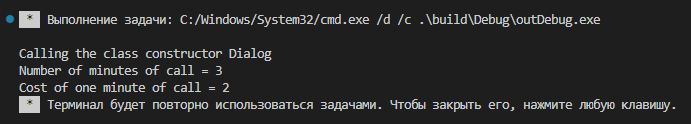 * Выполнение задачи: C:/Windows/System32/cmd.exe /d /c .\build\Debug\outDebug.exe
Calling the class constructor Dialog
Number of minutes of call = 3
Cost of one minute of call = 2
* Терминал будет повторно использоваться задачами. Чтобы закрыть его, нажмите любую клавишу.